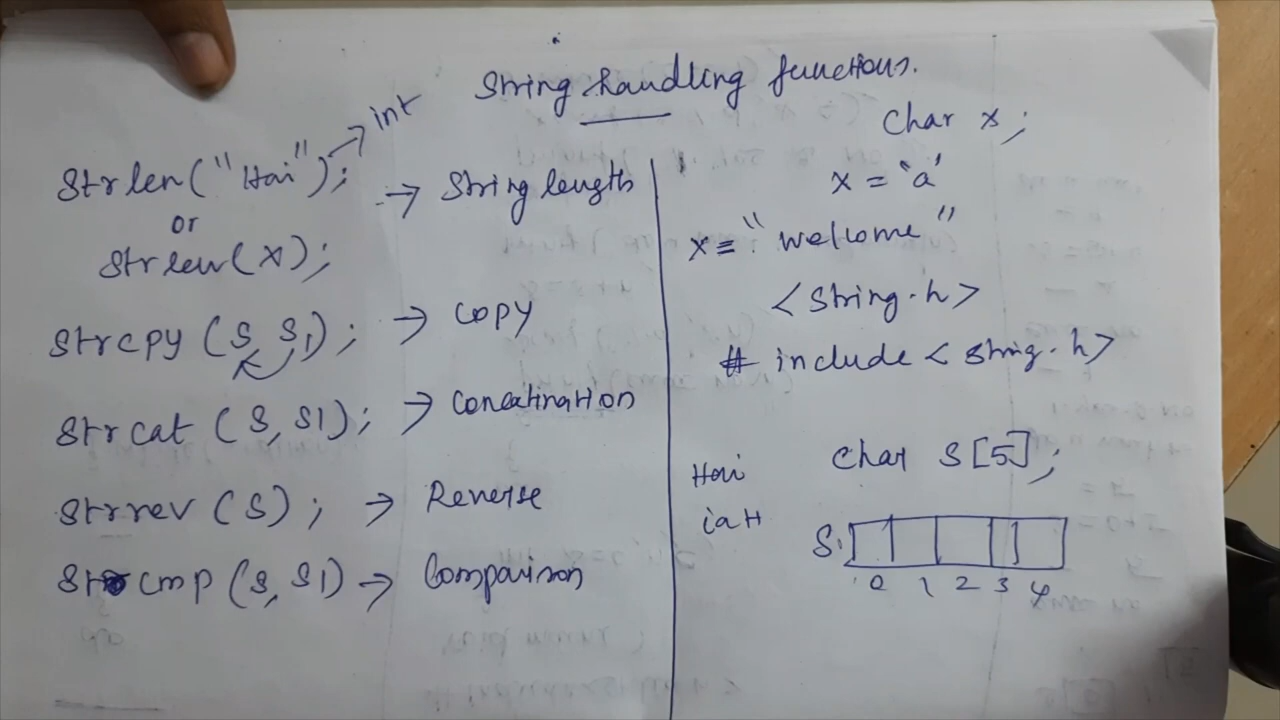 String handling functions.
Strlen("Hai"); → int → String length
or
Strlen(x);
Strcpy (S, S1); → Copy
Strcat (S, S1); → Concatination
Strrev (S); → Reverse
Strcmp (S, S1) → Comparison
Char x;
x = 'a'
x = "welcome"
<String.h>
# include < string.h>
Char S[5];
Hai
iaH
S:
0 1 2 3 4